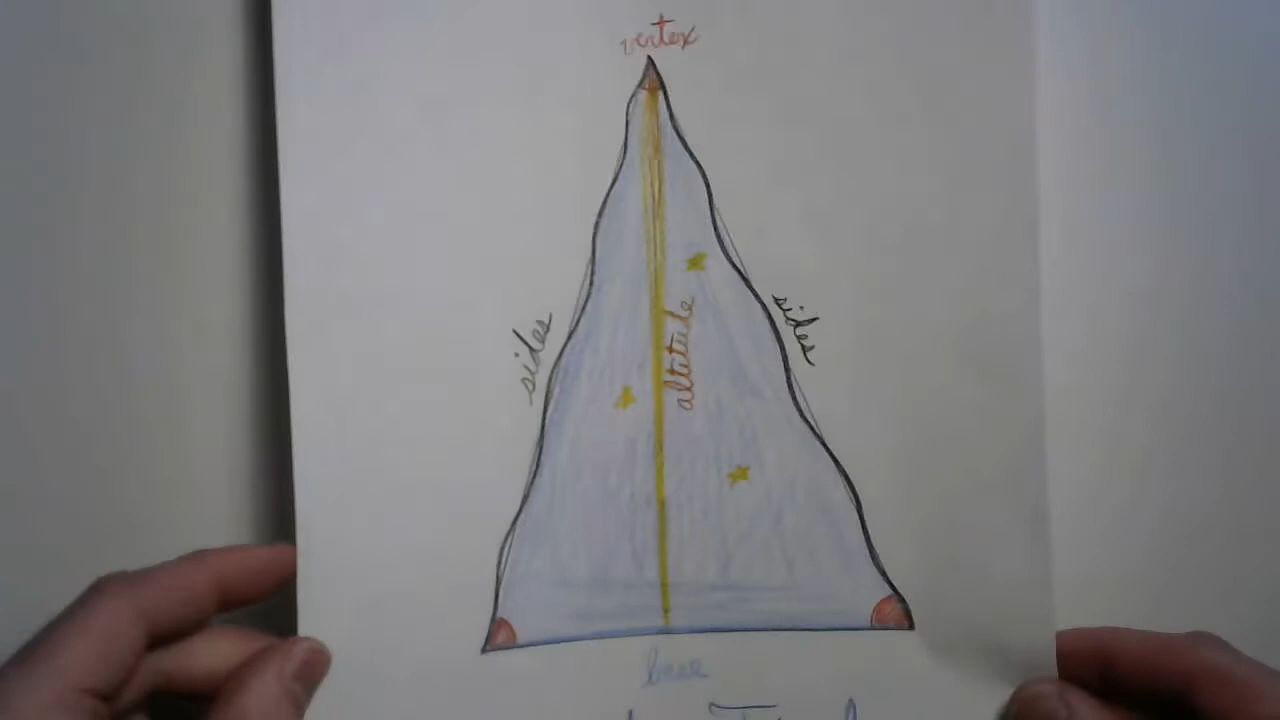 vertex
sides
sides
altitude
base